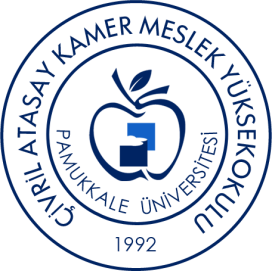 ÇİVRİL ATASAY KAMER MESLEK YÜKSEKOKULU
PAMUKKALE ÜNİVERSİTESİ
1992